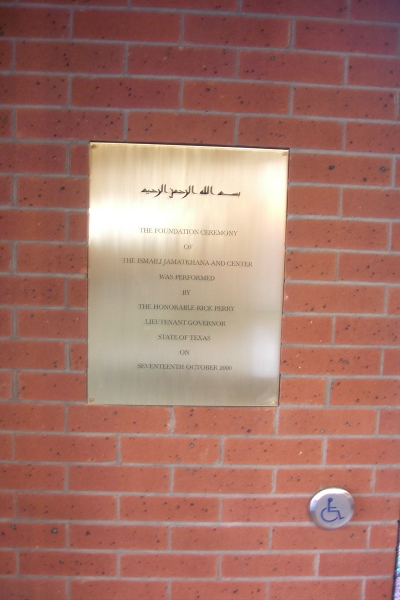 بسم الله الرحمن الرحيم
THE FOUNDATION CEREMONY
OF
THE ISMAILI JAMATKHANA AND CENTER
WAS PERFORMED
BY
THE HONORABLE RICK PERRY
LIEUTENANT GOVERNOR
STATE OF TEXAS
ON
SEVENTEENTH OCTOBER 2000